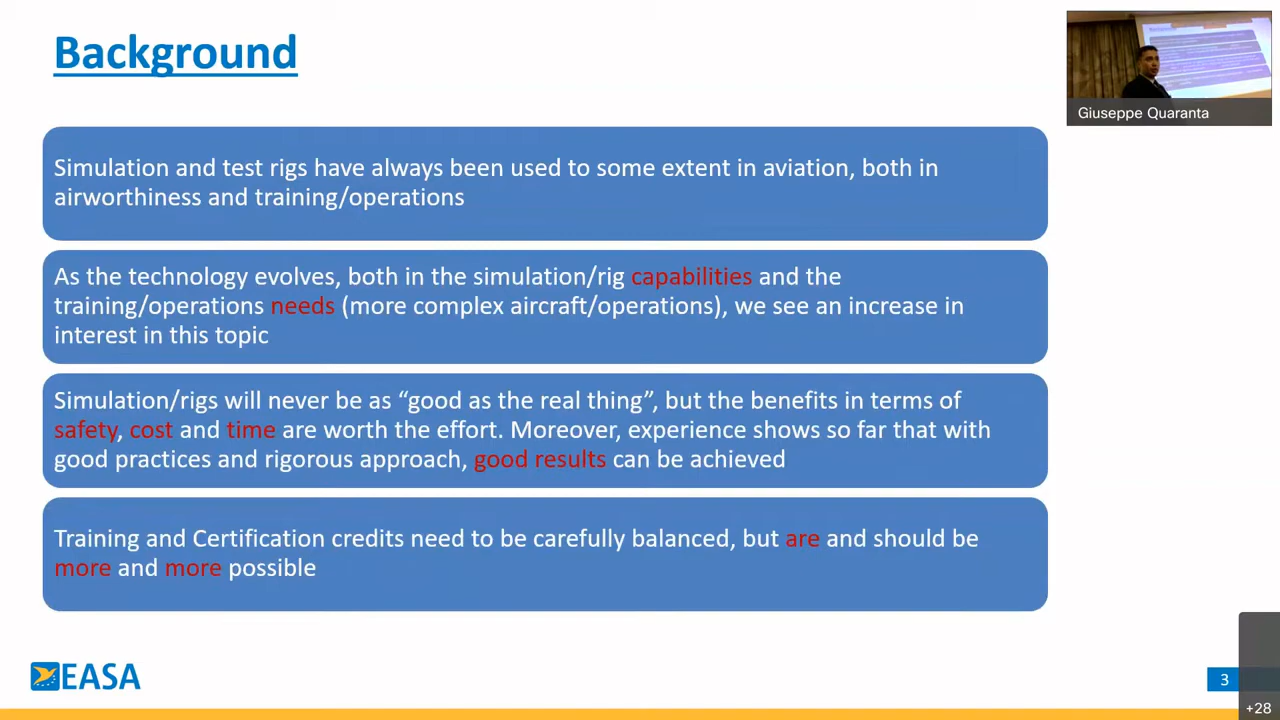 Background
Giuseppe Quaranta
Simulation and test rigs have always been used to some extent in aviation, both in
airworthiness and training/operations
As the technology evolves, both in the simulation/rig capabilities and the
training/operations needs (more complex aircraft/operations), we see an increase in
interest in this topic
Simulation/rigs will never be as “good as the real thing”, but the benefits in terms of
safety, cost and time are worth the effort. Moreover, experience shows so far that with
good practices and rigorous approach, good results can be achieved
Training and Certification credits need to be carefully balanced, but are and should be
more and more possible
EASA
3
+28